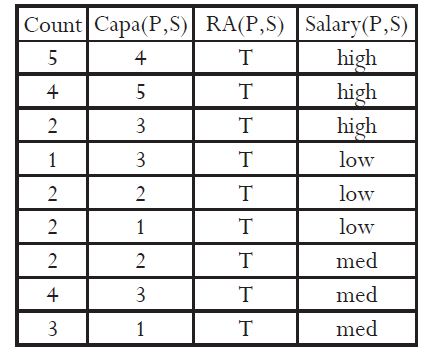 Count Capa(P,S) RA(P,S) Salary(P,S)
5 4 T high
4 5 T high
2 3 T high
1 3 T low
2 2 T low
2 1 T low
2 2 T med
4 3 T med
3 1 T med